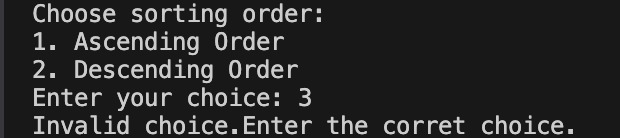 Choose sorting order:
1. Ascending Order
2. Descending Order
Enter your choice: 3
Invalid choice.Enter the corret choice.